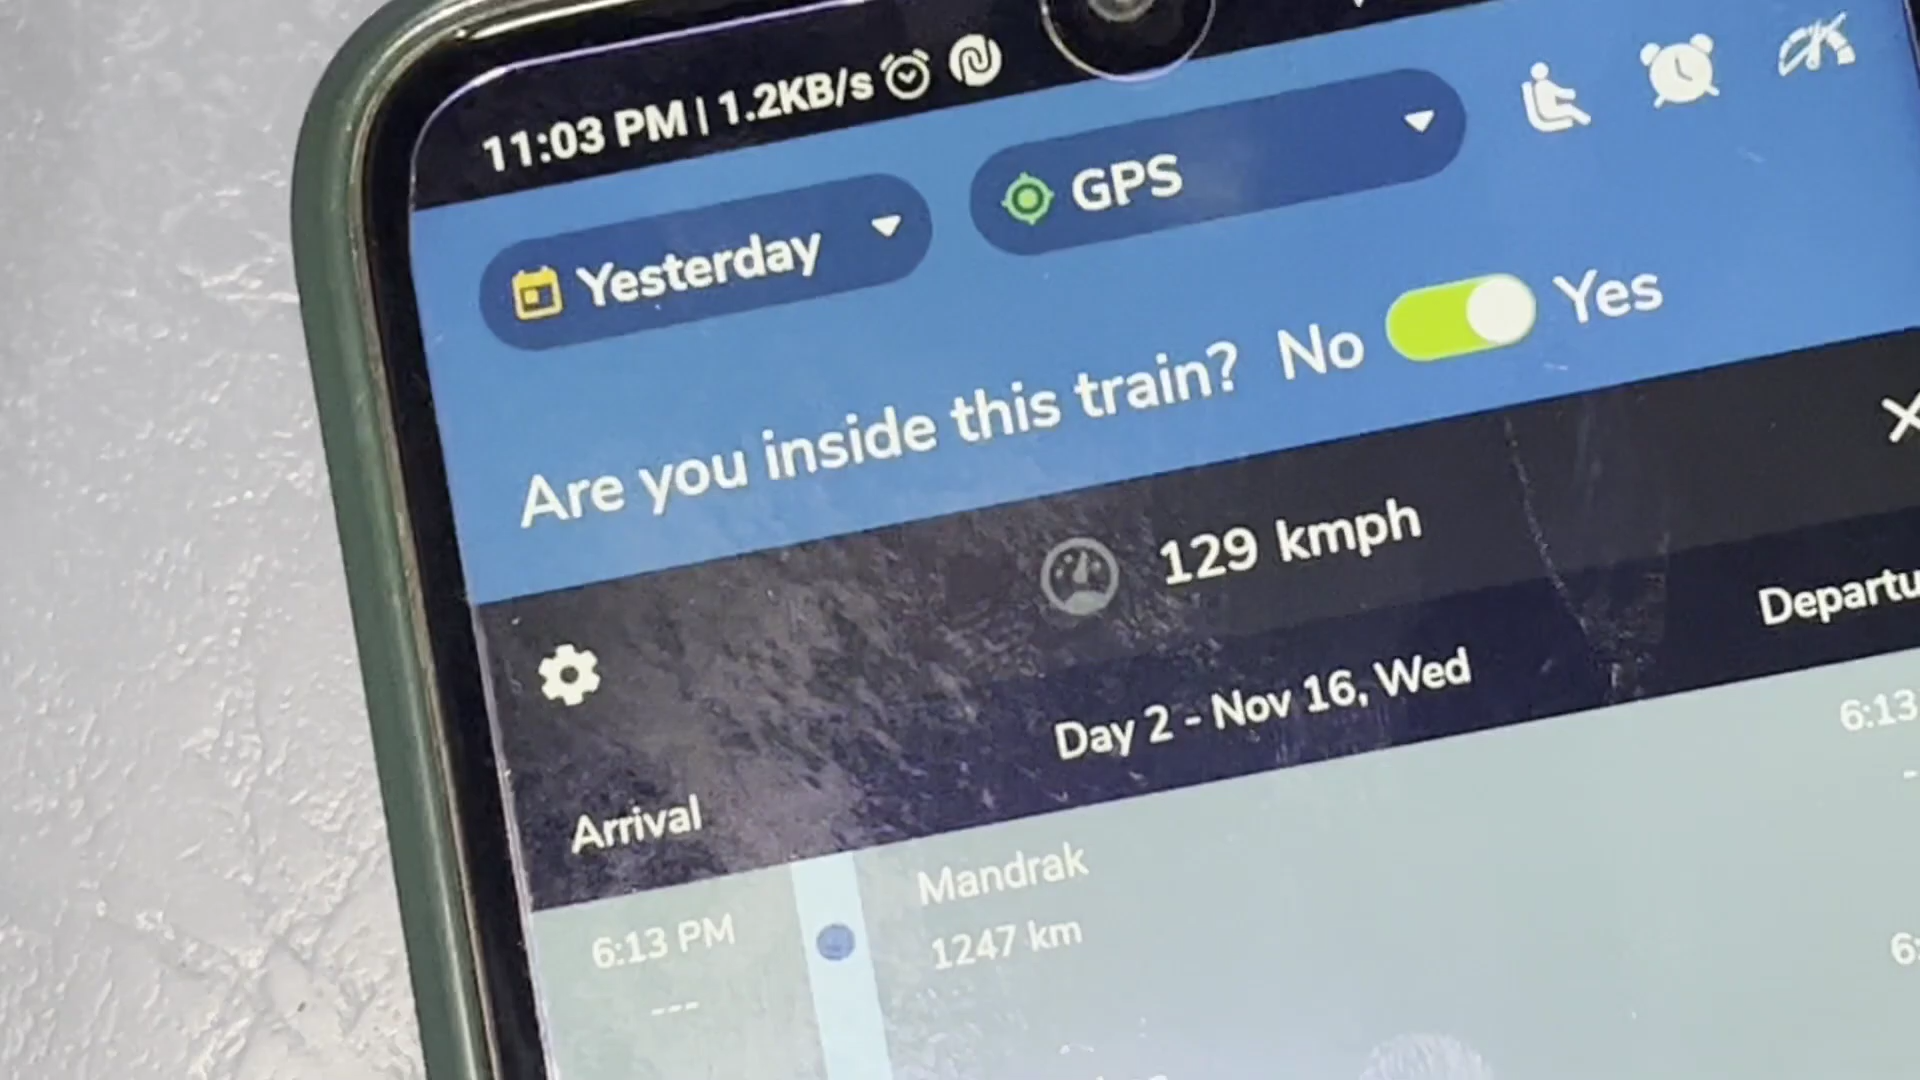 11:03 PM | 1.2KB/s
Yesterday
GPS
Are you inside this train? No Yes
129 kmph
Day 2 - Nov 16, Wed
Arrival
6:13 PM
---
Mandrak
1247 km
6:13